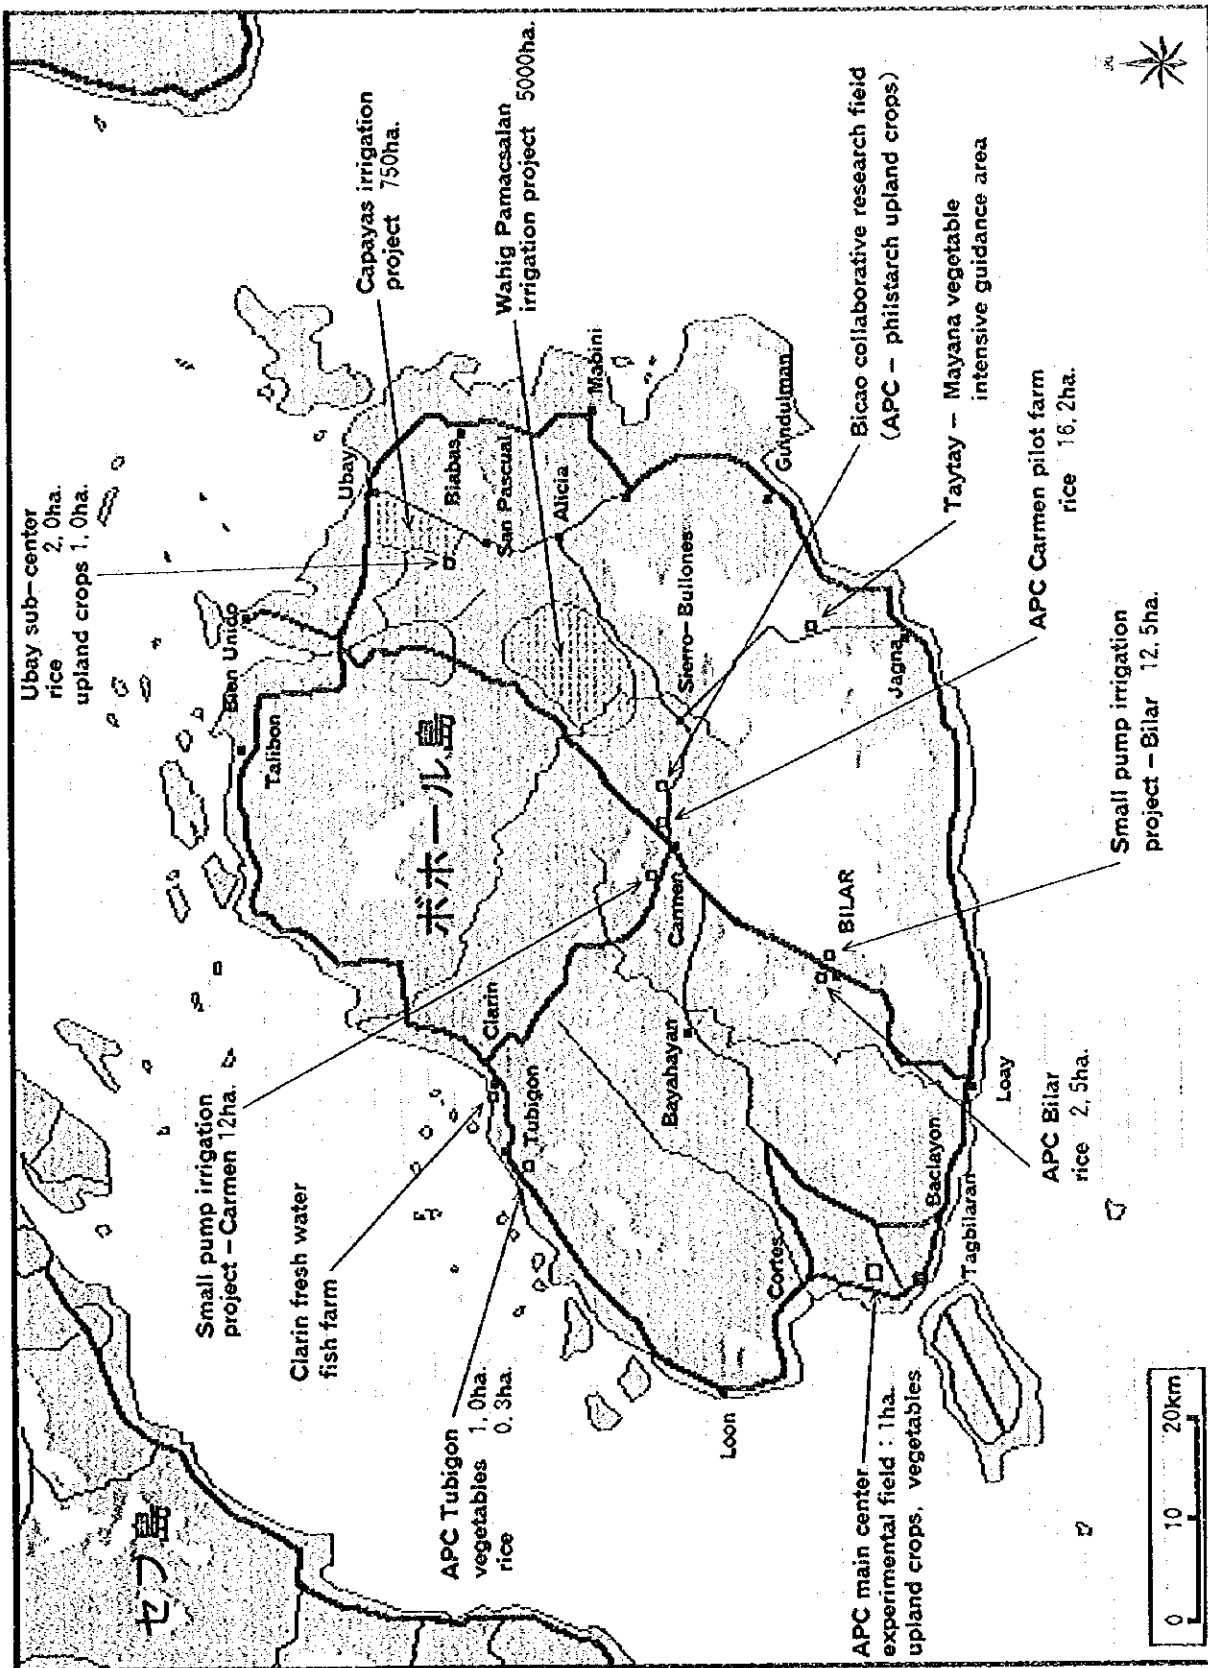 セブ島
ボホール島
Ubay sub-center
rice 2.0ha.
upland crops 1.0ha.
Capayas irrigation
project 750ha.
Wahig Pamacsalan
irrigation project 5000ha.
Bicao collaborative research field
(APC - philstarch upland crops)
Taytay - Mayana vegetable
intensive guidance area
APC Carmen pilot farm
rice 16.2ha.
Small pump irrigation
project - Bilar 12.5ha.
APC Bilar
rice 2.5ha.
APC main center
experimental field : 1ha.
upland crops, vegetables
APC Tubigon
vegetables 1.0ha.
rice 0.3ha.
Clarin fresh water
fish farm
Small pump irrigation
project - Carmen 12ha.
Talibon
Bien Unido
Ubay
Biabas
San Pascual
Alicia
Mabini
Guindulman
Sierro-Bullones
Jagna
Carmen
BILAR
Clarin
Tubigon
Bayahayan
Loon
Cortes
Tagbilaran
Baclayon
Loay
0 10 20km